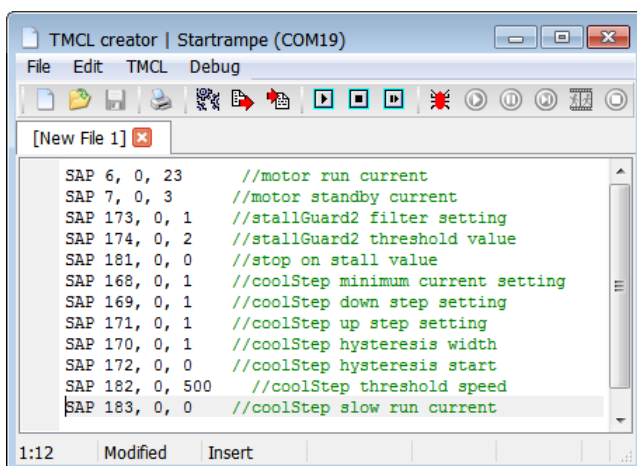 TMCL creator | Startrampe (COM19)
File Edit TMCL Debug
[New File 1]
SAP 6, 0, 23 //motor run current
SAP 7, 0, 3 //motor standby current
SAP 173, 0, 1 //stallGuard2 filter setting
SAP 174, 0, 2 //stallGuard2 threshold value
SAP 181, 0, 0 //stop on stall value
SAP 168, 0, 1 //coolStep minimum current setting
SAP 169, 0, 1 //coolStep down step setting
SAP 171, 0, 1 //coolStep up step setting
SAP 170, 0, 1 //coolStep hysteresis width
SAP 172, 0, 0 //coolStep hysteresis start
SAP 182, 0, 500 //coolStep threshold speed
SAP 183, 0, 0 //coolStep slow run current
1:12 Modified Insert